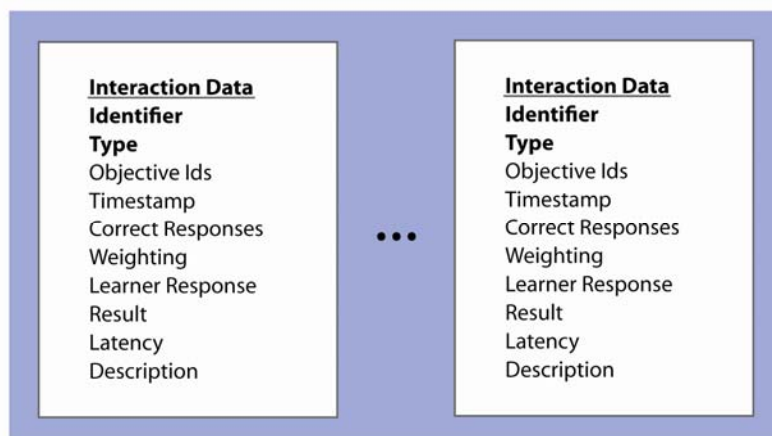 Interaction Data
Identifier
Type
Objective Ids
Timestamp
Correct Responses
Weighting
Learner Response
Result
Latency
Description
...
Interaction Data
Identifier
Type
Objective Ids
Timestamp
Correct Responses
Weighting
Learner Response
Result
Latency
Description